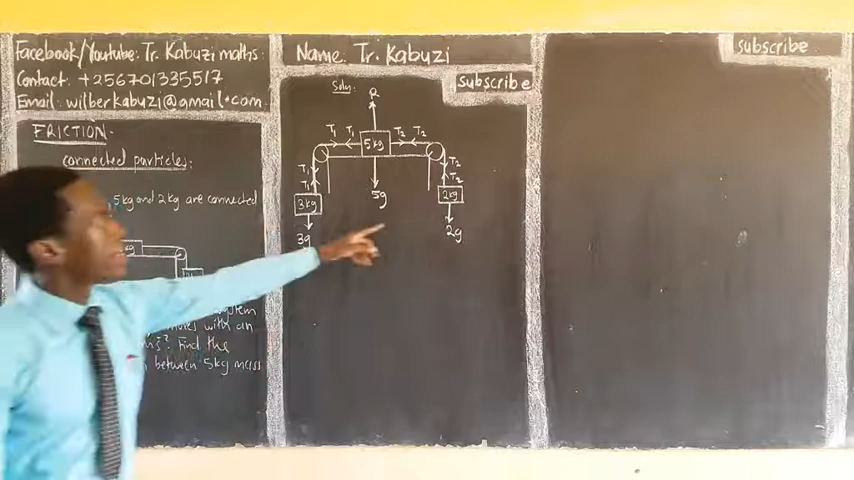 Facebook/Youtube: Tr. Kabuzi maths
Contact: +256701335517
Email: wilberkabuzi@gmail.com
FRICTION.
connected particles:
, 5kg and 2kg are connected
with an
Find the
between 5kg mass
Name: Tr. Kabuzi
subscribe
Soln.
R
T1 T1 5kg T2 T2
T1 T2
T1 T2
3kg 5g 2kg
3g 2g
subscribe